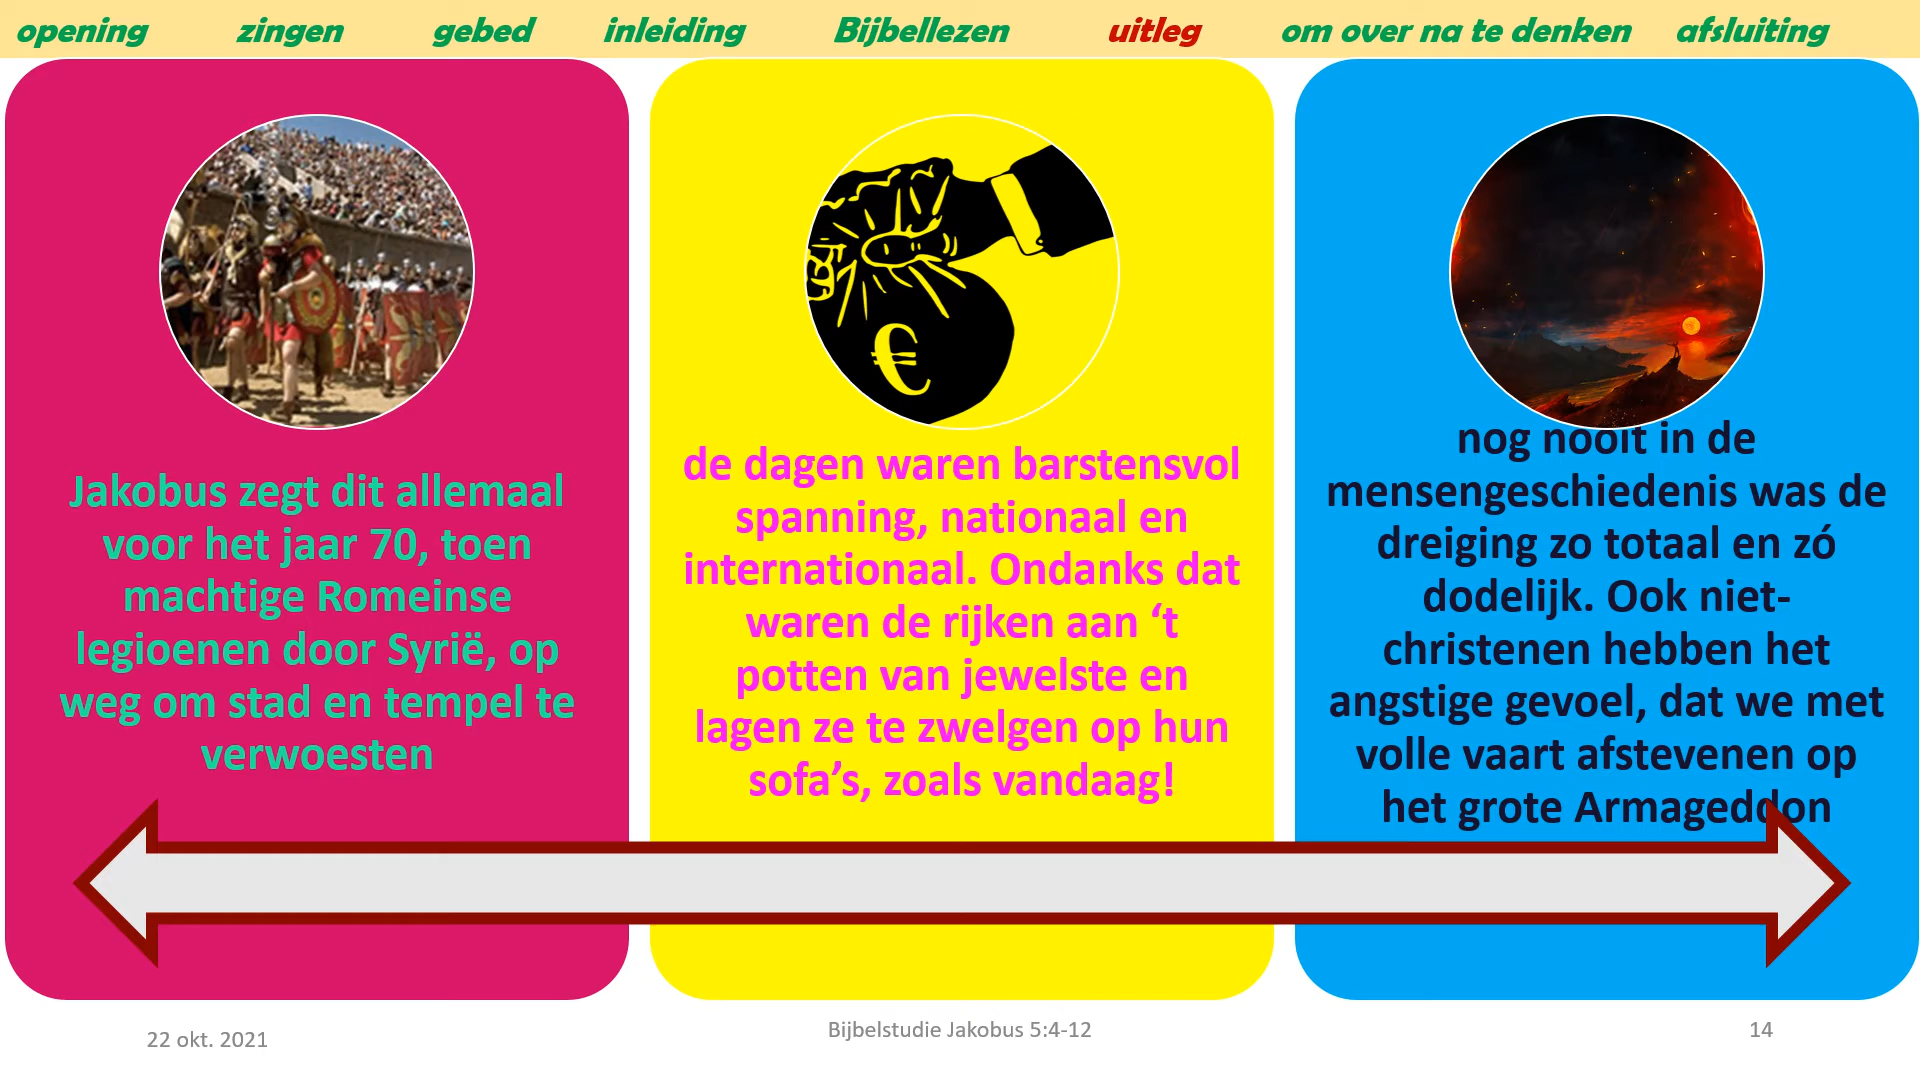 opening zingen gebed inleiding Bijbellezen uitleg om over na te denken afsluiting
Jakobus zegt dit allemaal
voor het jaar 70, toen
machtige Romeinse
legioenen door Syrië, op
weg om stad en tempel te
verwoesten
€
de dagen waren barstensvol
spanning, nationaal en
internationaal. Ondanks dat
waren de rijken aan ‘t
potten van jewelste en
lagen ze te zwelgen op hun
sofa’s, zoals vandaag!
nog nooit in de
mensengeschiedenis was de
dreiging zo totaal en zó
dodelijk. Ook niet-
christenen hebben het
angstige gevoel, dat we met
volle vaart afstevenen op
het grote Armageddon
22 okt. 2021
Bijbelstudie Jakobus 5:4-12
14